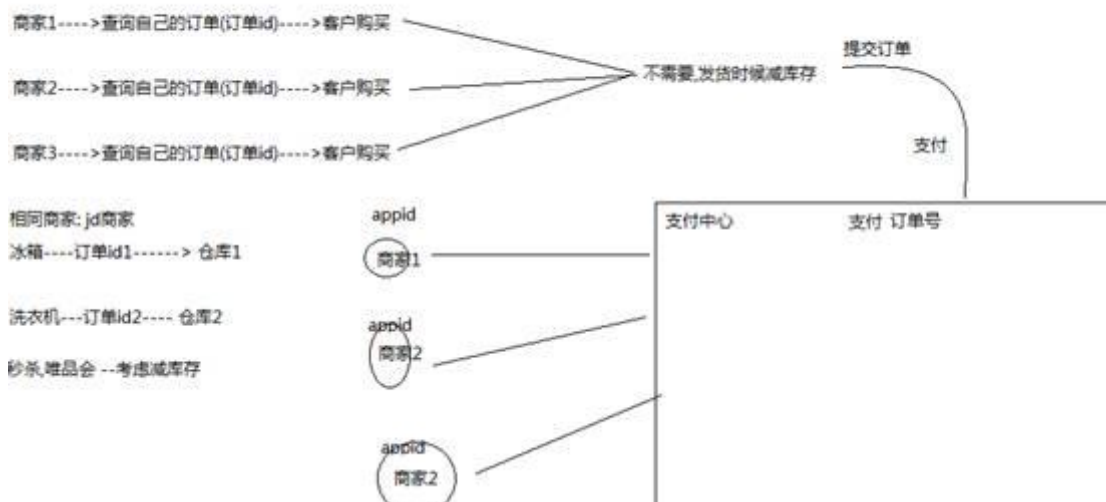 商家1---->查询自己的订单(订单id)---->客户购买
提交订单
不需要,发货时候减库存
商家2---->查询自己的订单(订单id)---->客户购买
支付
商家3---->查询自己的订单(订单id)---->客户购买
相同商家: jd商家
appid
支付中心
支付 订单号
冰箱----订单id1------> 仓库1
商家1
洗衣机---订单id2---- 仓库2
appid
商家2
秒杀,唯品会 --考虑减库存
appid
商家2